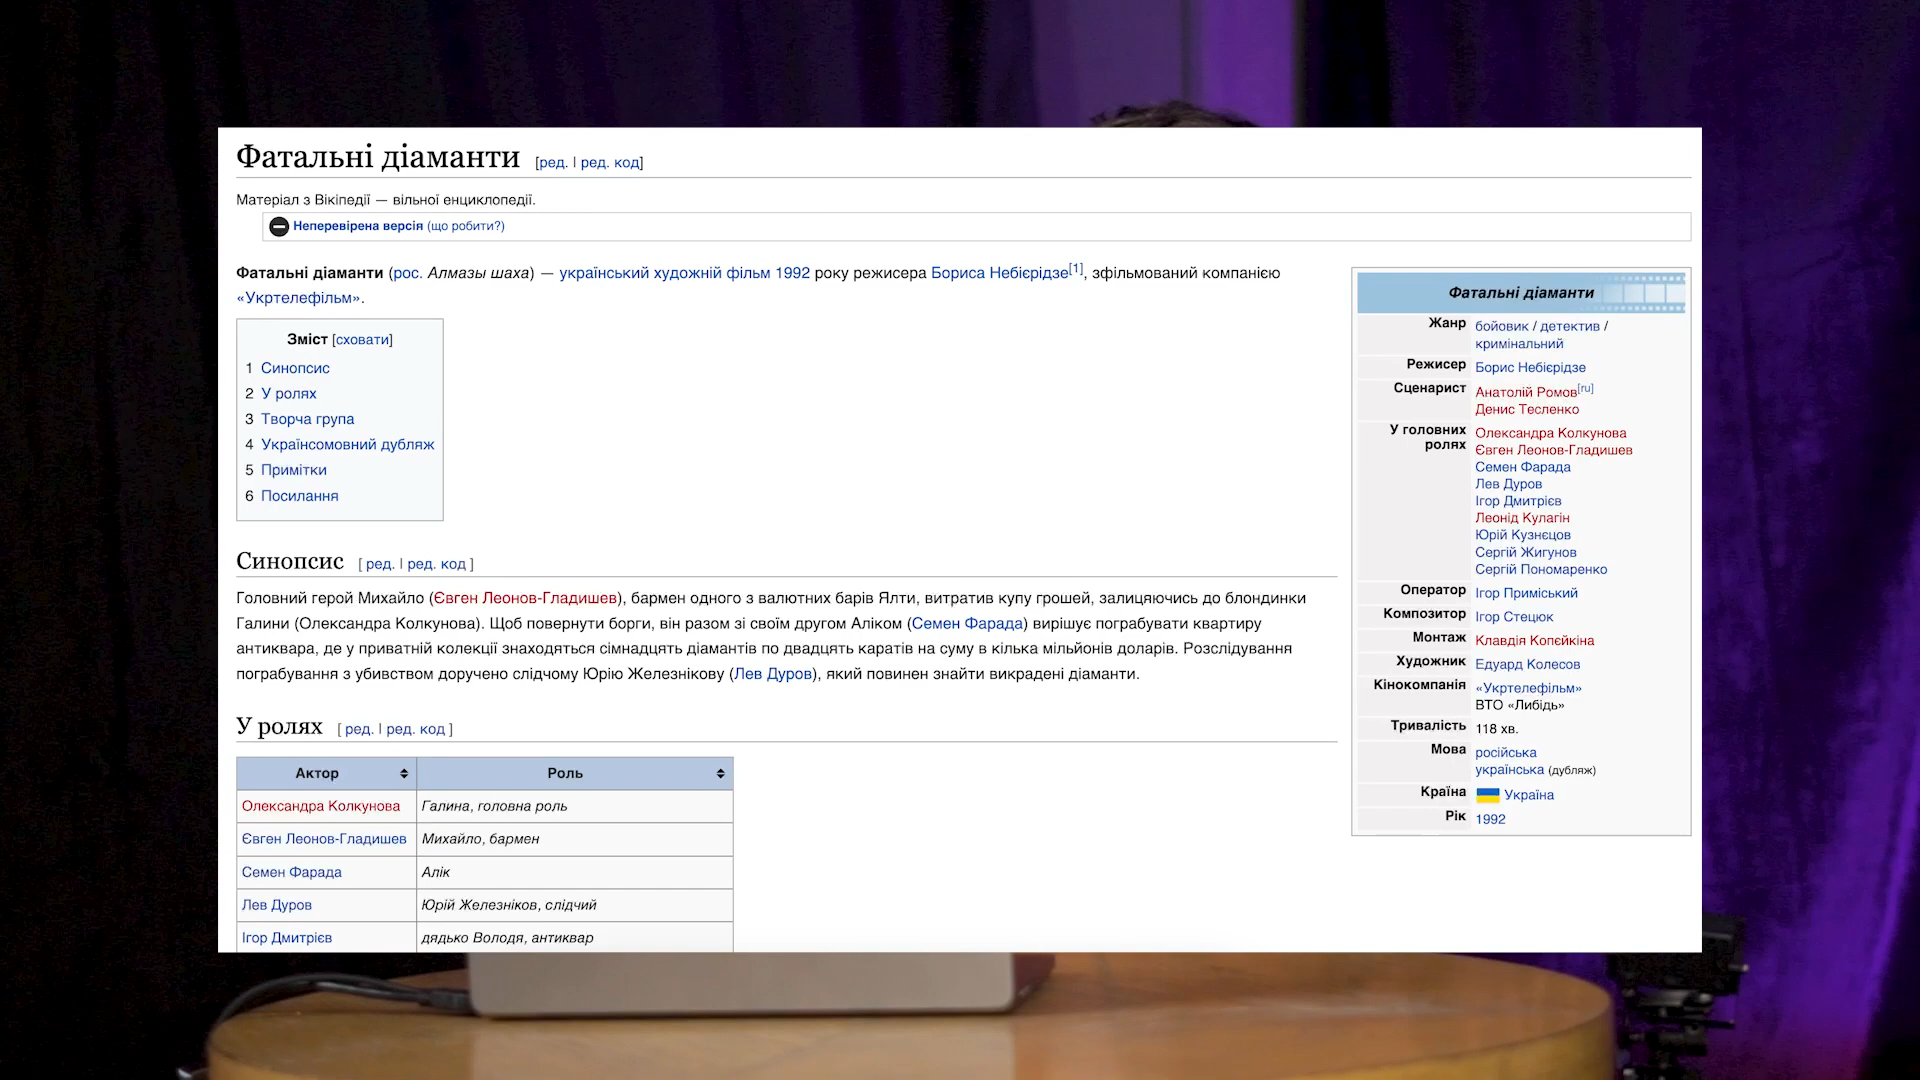 Фатальні діаманти [ред. | ред. код]
Матеріал з Вікіпедії — вільної енциклопедії.
Неперевірена версія (що робити?)
Фатальні діаманти (рос. Алмазы шаха) — український художній фільм 1992 року режисера Бориса Небієрідзе[1], зфільмований компанією
«Укртелефільм».
Зміст [сховати]
1 Синопсис
2 У ролях
3 Творча група
4 Українсомовний дубляж
5 Примітки
6 Посилання
Синопсис [ ред. | ред. код ]
Головний герой Михайло (Євген Леонов-Гладишев), бармен одного з валютних барів Ялти, витратив купу грошей, залицяючись до блондинки
Галини (Олександра Колкунова). Щоб повернути борги, він разом зі своїм другом Аліком (Семен Фарада) вирішує пограбувати квартиру
антиквара, де у приватній колекції знаходяться сімнадцять діамантів по двадцять каратів на суму в кілька мільйонів доларів. Розслідування
пограбування з убивством доручено слідчому Юрію Железнікову (Лев Дуров), який повинен знайти викрадені діаманти.
У ролях [ ред. | ред. код ]
Актор Роль
Олександра Колкунова Галина, головна роль
Євген Леонов-Гладишев Михайло, бармен
Семен Фарада Алік
Лев Дуров Юрій Железніков, слідчий
Ігор Дмитрієв дядько Володя, антиквар
Фатальні діаманти
Жанр бойовик / детектив /
кримінальний
Режисер Борис Небієрідзе
Сценарист Анатолій Ромов[ru]
Денис Тесленко
У головних ролях Олександра Колкунова
Євген Леонов-Гладишев
Семен Фарада
Лев Дуров
Ігор Дмитрієв
Леонід Кулагін
Юрій Кузнєцов
Сергій Жигунов
Сергій Пономаренко
Оператор Ігор Приміський
Композитор Ігор Стецюк
Монтаж Клавдія Копєйкіна
Художник Едуард Колесов
Кінокомпанія «Укртелефільм»
ВТО «Либідь»
Тривалість 118 хв.
Мова російська
українська (дубляж)
Країна Україна
Рік 1992